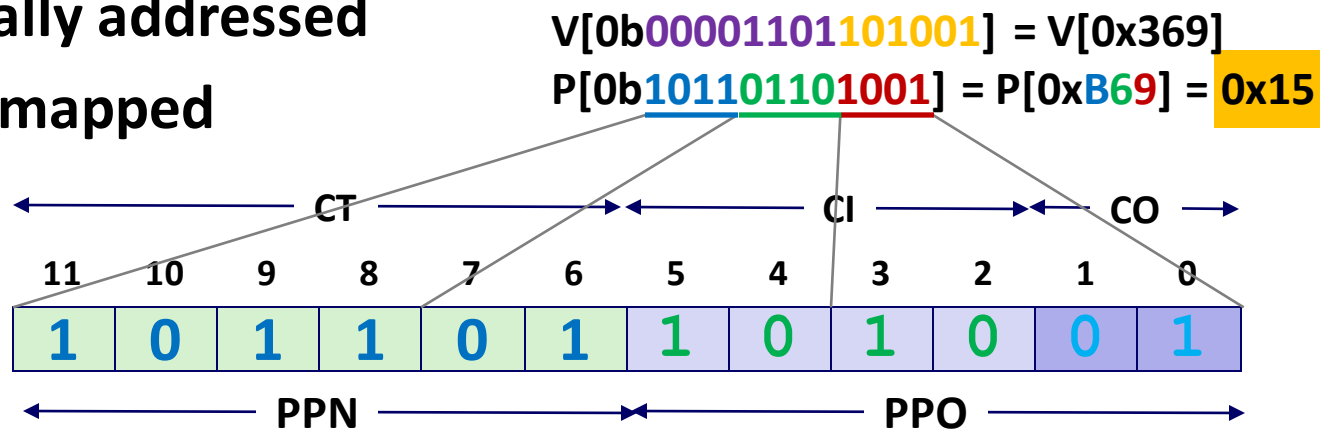 ally addressed
mapped
V[0b00001101101001] = V[0x369]
P[0b101101101001] = P[0xB69] = 0x15
CT CI CO
11 10 9 8 7 6 5 4 3 2 1 0
1 0 1 1 0 1 1 0 1 0 0 1
PPN PPO